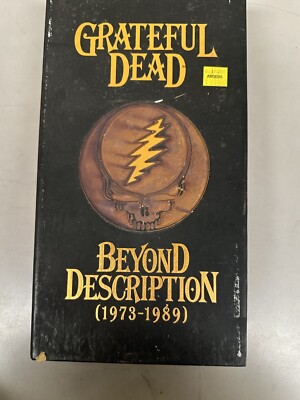 GRATEFUL
DEAD
BEYOND
DESCRIPTION
(1973-1989)